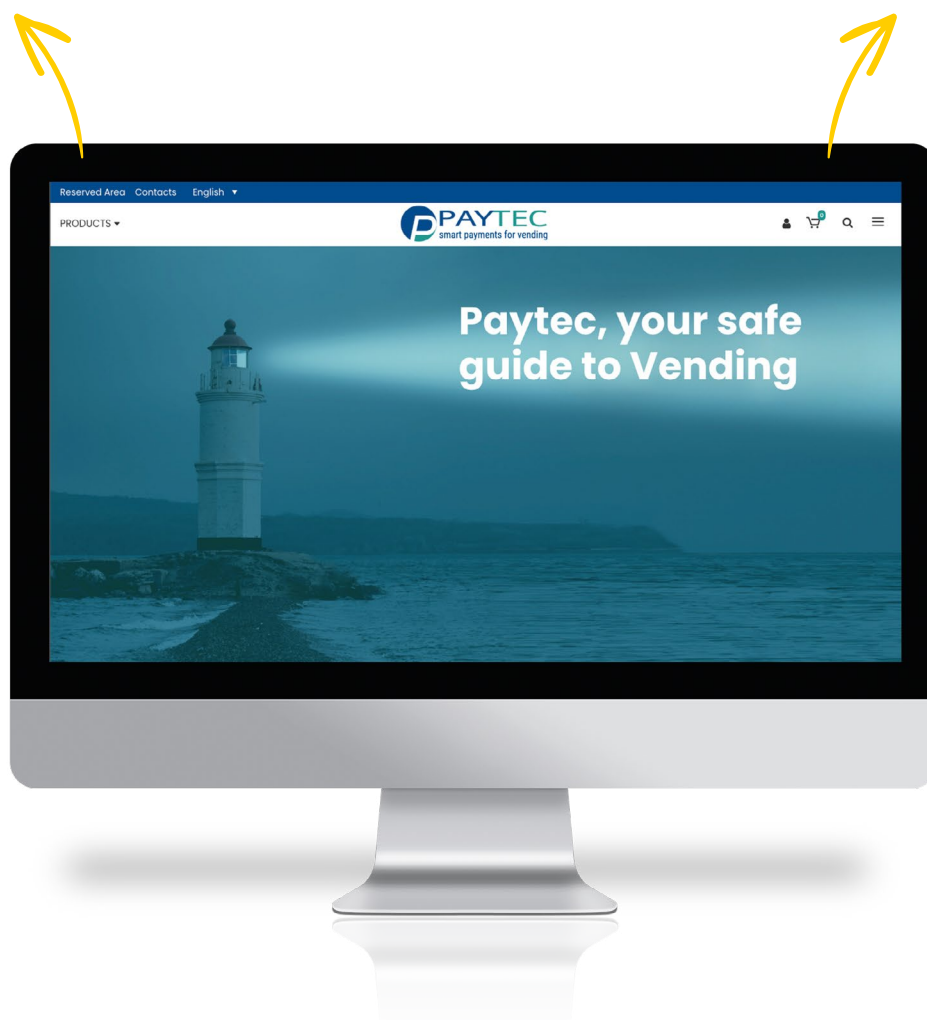 Reserved Area Contacts English
PRODUCTS
PAYTEC
smart payments for vending
0
Paytec, your safe
guide to Vending